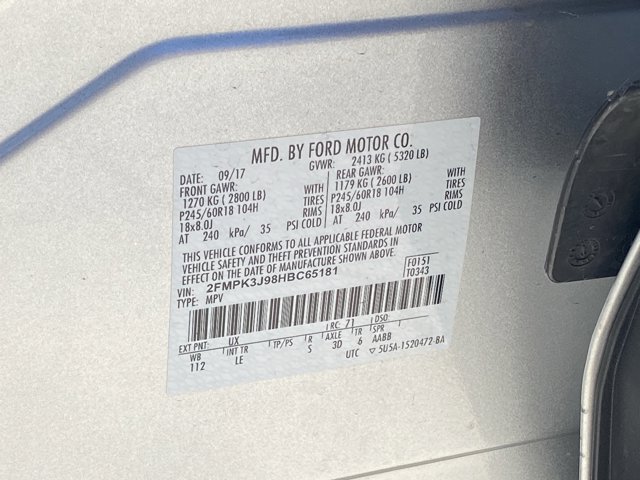 MFD. BY FORD MOTOR CO.
DATE: 09/17 GVWR: 2413 KG ( 5320 LB)
FRONT GAWR: REAR GAWR:
1270 KG ( 2800 LB) WITH 1179 KG ( 2600 LB) WITH
P245/60R18 104H TIRES P245/60R18 104H TIRES
18x8.0J RIMS 18x8.0J RIMS
AT 240 kPa/ 35 PSI COLD AT 240 kPa/ 35 PSI COLD
THIS VEHICLE CONFORMS TO ALL APPLICABLE FEDERAL MOTOR
VEHICLE SAFETY AND THEFT PREVENTION STANDARDS IN
EFFECT ON THE DATE OF MANUFACTURE SHOWN ABOVE.
VIN: 2FMPK3J98HBC65181 F0151
TYPE: MPV T0343
EXT PNT: UX RC: 71 DSO:
WB INT TR TP/PS R AXLE TR SPR
112 LE S 3D 6 AABB
UTC ▽ 5U5A-1520472-BA